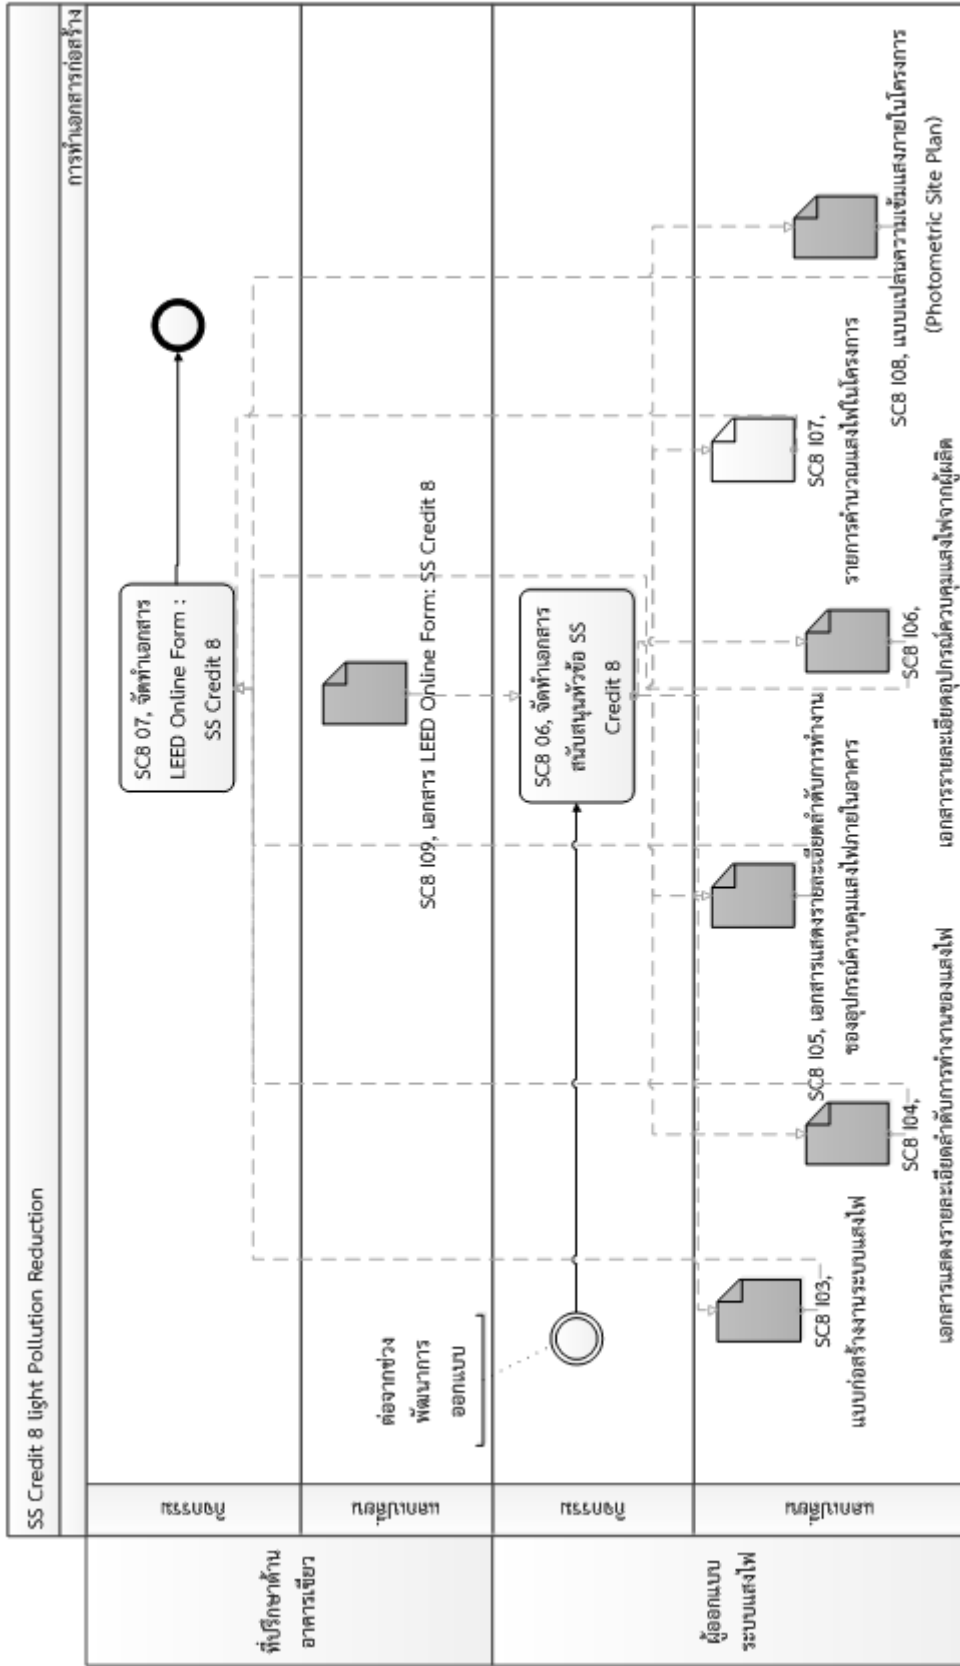 SS Credit 8 light Pollution Reduction
การทำเอกสารก่อสร้าง
ที่ปรึกษาด้าน
อาคารเขียว
กิจกรรม
SC8 07, จัดทำเอกสาร
LEED Online Form :
SS Credit 8
แลกเปลี่ยน
SC8 I09, เอกสาร LEED Online Form: SS Credit 8
ผู้ออกแบบ
ระบบแสงไฟ
กิจกรรม
ต่อจากช่วง
พัฒนาการ
ออกแบบ
SC8 06, จัดทำเอกสาร
สนับสนุนหัวข้อ SS
Credit 8
แลกเปลี่ยน
SC8 I03,
แบบก่อสร้างงานระบบแสงไฟ
SC8 I04,
เอกสารแสดงรายละเอียดลำดับการทำงานของแสงไฟ
SC8 I05, เอกสารแสดงรายละเอียดลำดับการทำงาน
ของอุปกรณ์ควบคุมแสงไฟภายในอาคาร
SC8 I06,
เอกสารรายละเอียดอุปกรณ์ควบคุมแสงไฟจากผู้ผลิต
SC8 I07,
รายการคำนวณแสงไฟในโครงการ
SC8 I08, แบบแปลนความเข้มแสงภายในโครงการ
(Photometric Site Plan)